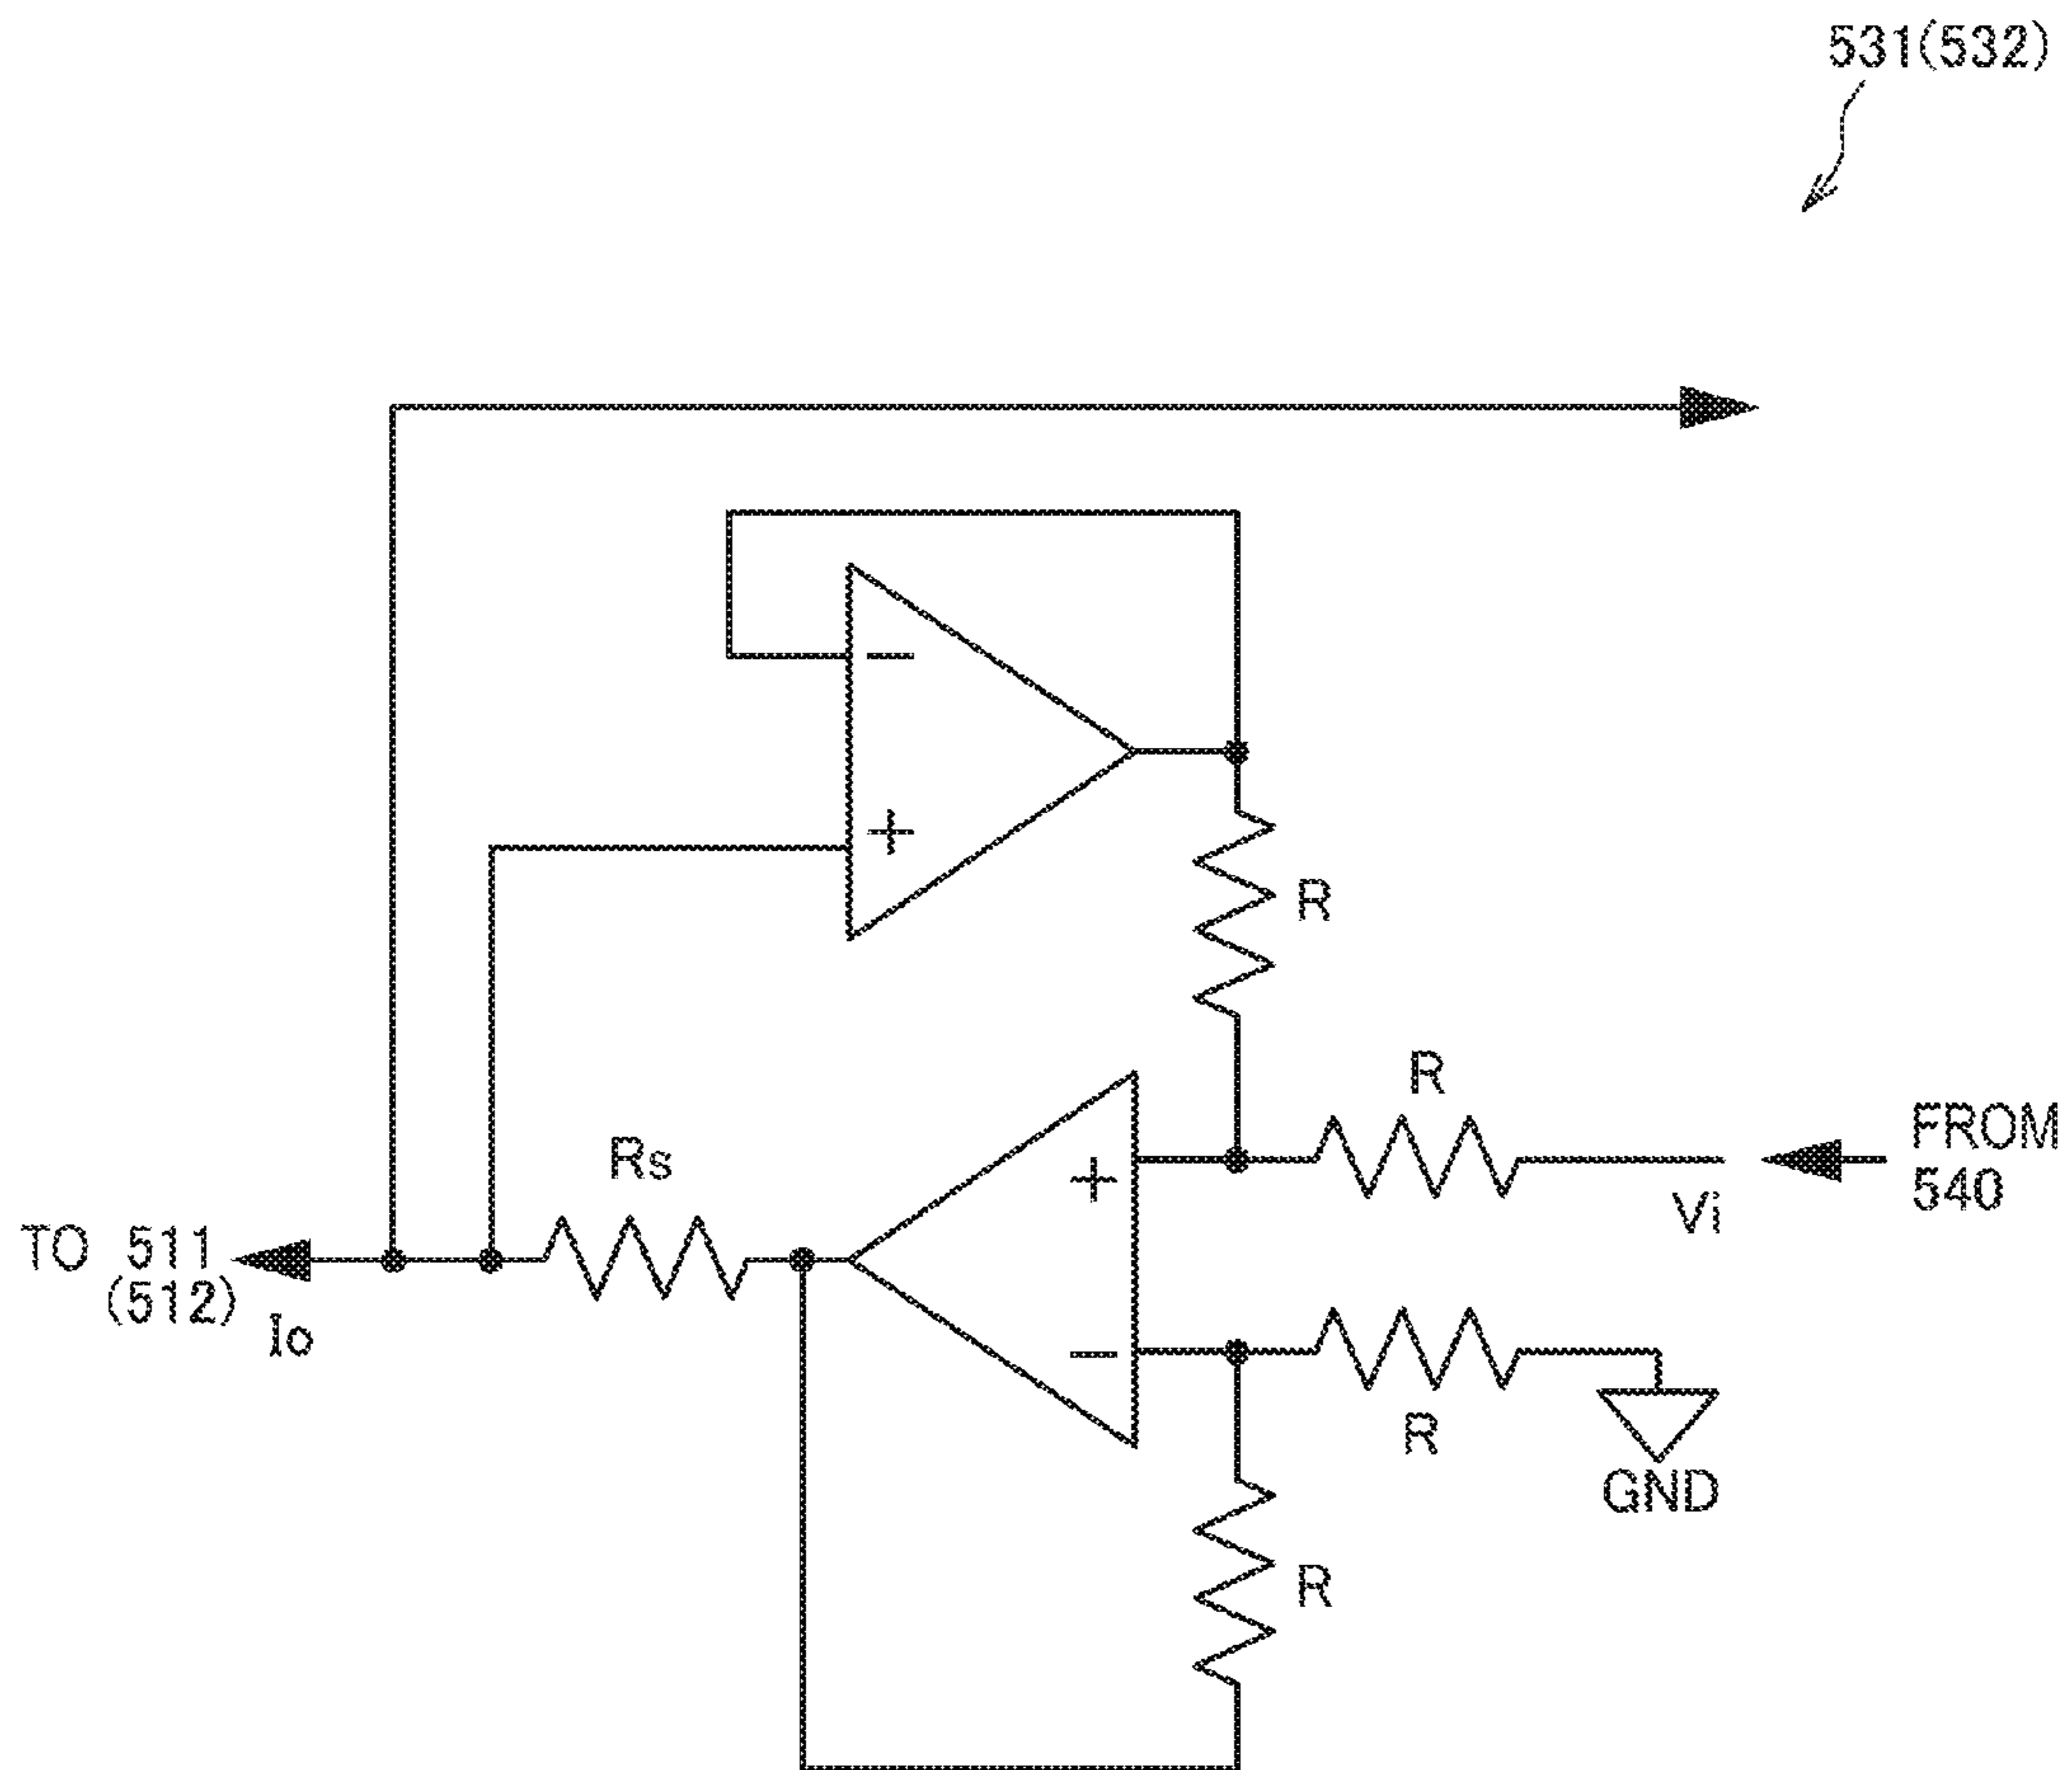 531(532)
−
+
R
R
Rs
+
FROM
540
Vi
TO 511
(512)
Io
−
R
GND
R